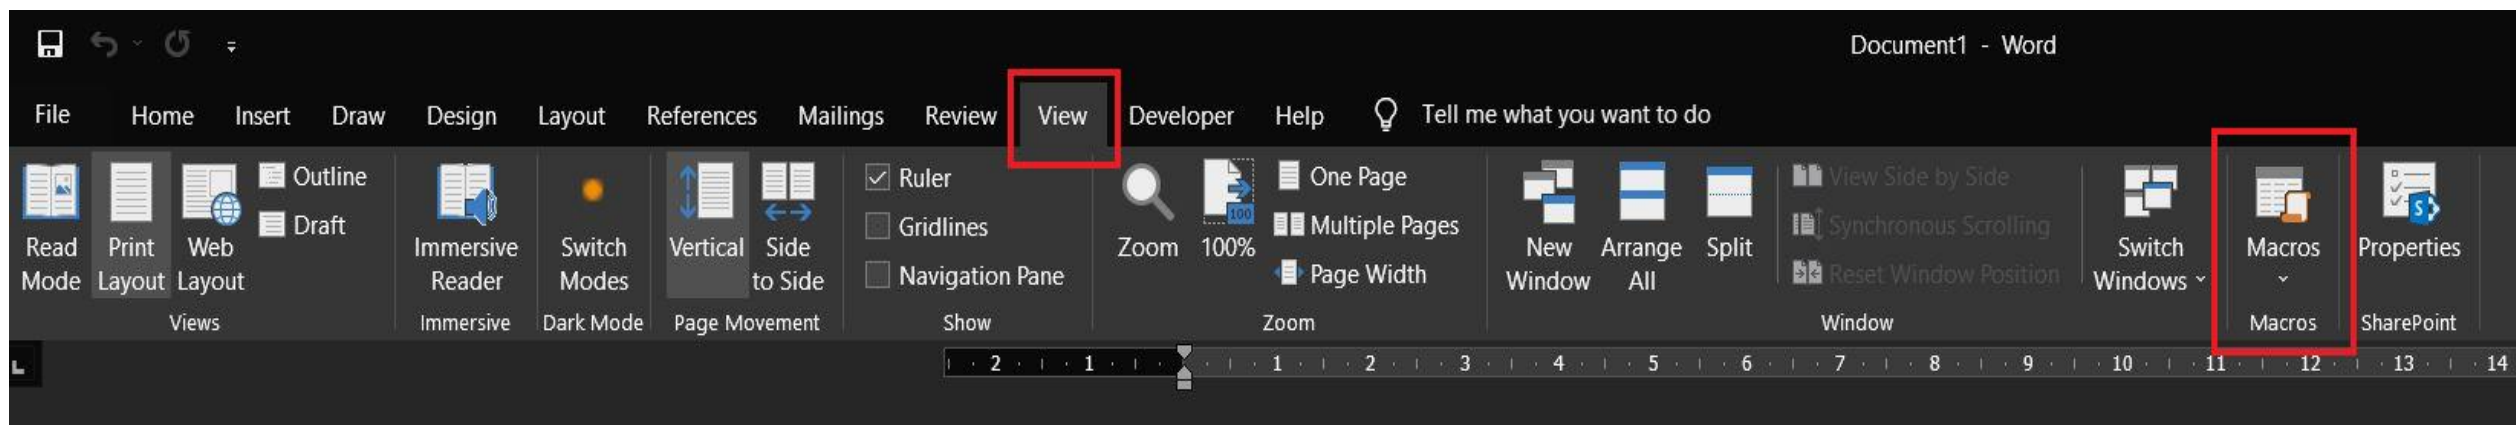 Document1 - Word
File Home Insert Draw Design Layout References Mailings Review View Developer Help Tell me what you want to do
Read Mode
Print Layout
Web Layout
Outline
Draft
Views
Immersive Reader
Immersive
Switch Modes
Dark Mode
Vertical
Side to Side
Page Movement
Ruler
Gridlines
Navigation Pane
Show
Zoom
100
100%
One Page
Multiple Pages
Page Width
Zoom
New Window
Arrange All
Split
View Side by Side
Synchronous Scrolling
Reset Window Position
Switch Windows
Window
Macros
Macros
S
Properties
SharePoint
2 1 1 2 3 4 5 6 7 8 9 10 11 12 13 14